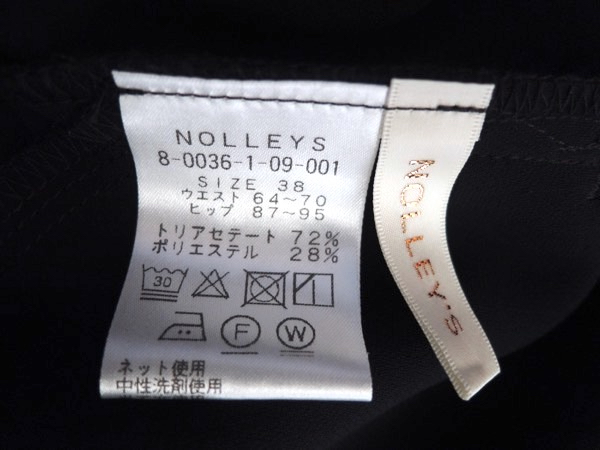 NOLLEYS
8-0036-1-09-001
SIZE 38
ウエスト 64~70
ヒップ 87~95
トリアセテート 72%
ポリエステル 28%
30
F W
ネット使用
中性洗剤使用
NOLLEY'S